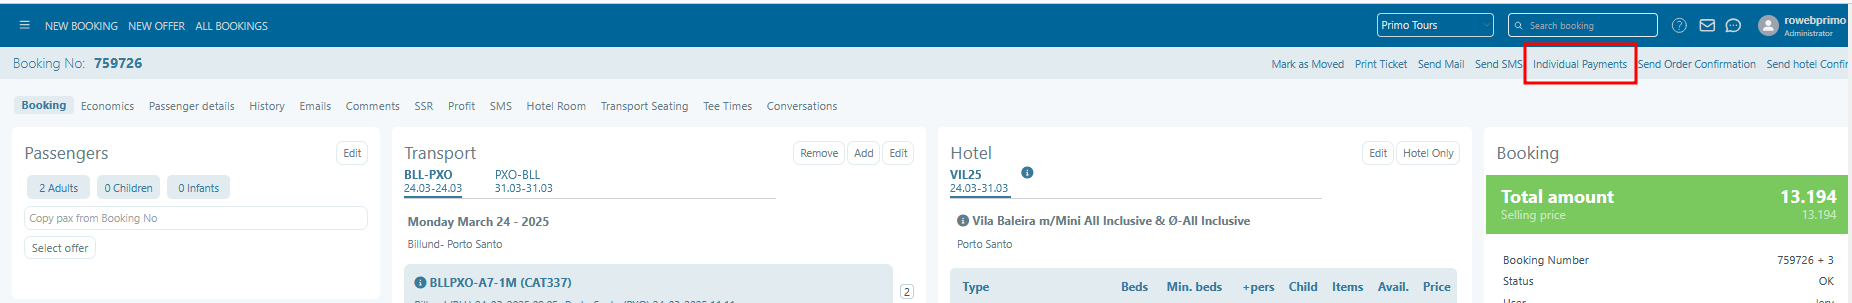 NEW BOOKING NEW OFFER ALL BOOKINGS Primo Tours Search booking rowebprimo
Administrator
Booking No: 759726 Mark as Moved Print Ticket Send Mail Send SMS Individual Payments Send Order Confirmation Send hotel Confir
Booking Economics Passenger details History Emails Comments SSR Profit SMS Hotel Room Transport Seating Tee Times Conversations
Passengers Edit
2 Adults 0 Children 0 Infants
Copy pax from Booking No
Select offer
Transport Remove Add Edit
BLL-PXO PXO-BLL
24.03-24.03 31.03-31.03
Monday March 24 - 2025
Billund- Porto Santo
BLLPXO-A7-1M (CAT337)
2
Hotel Edit Hotel Only
VIL25
24.03-31.03
Vila Baleira m/Mini All Inclusive & Ø-All Inclusive
Porto Santo
Type Beds Min. beds +pers Child Items Avail. Price
Booking
Total amount 13.194
Selling price 13.194
Booking Number 759726 + 3
Status OK